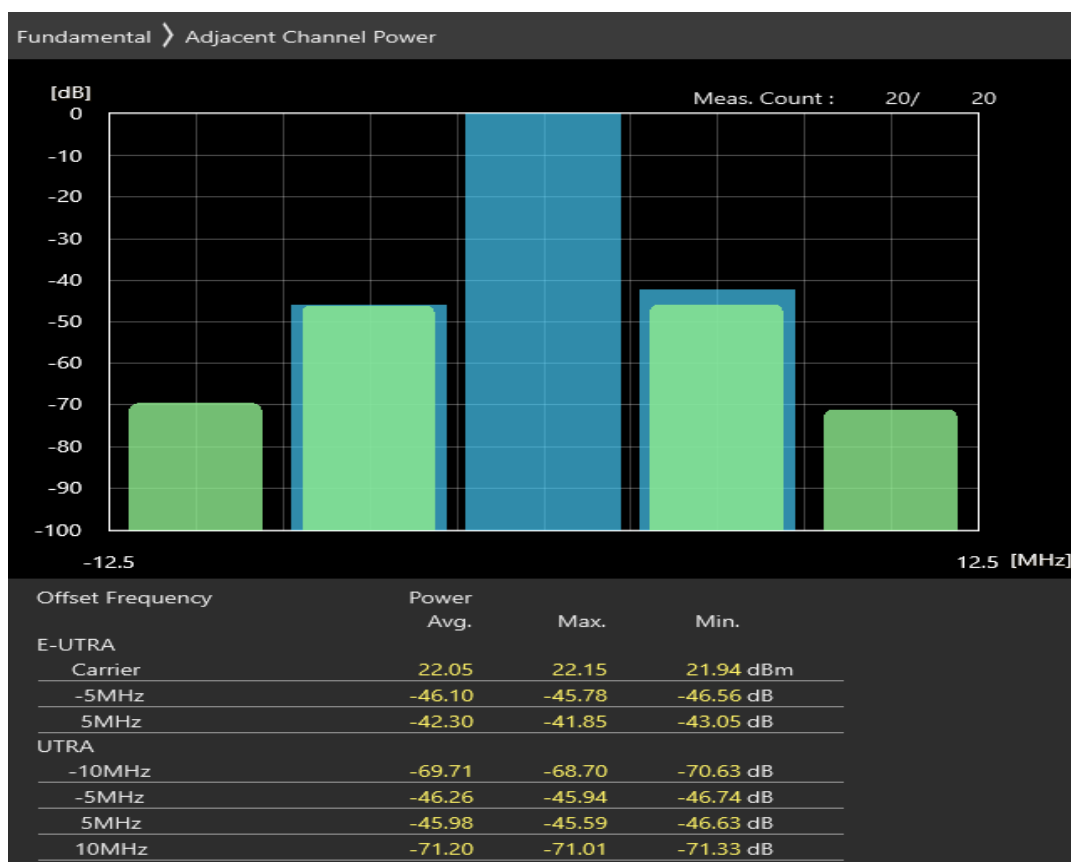 Fundamental ❯ Adjacent Channel Power
[dB]
Meas. Count : 20/ 20
0
-10
-20
-30
-40
-50
-60
-70
-80
-90
-100
-12.5 12.5 [MHz]
Offset Frequency Power
Avg. Max. Min.
E-UTRA
Carrier 22.05 22.15 21.94 dBm
-5MHz -46.10 -45.78 -46.56 dB
5MHz -42.30 -41.85 -43.05 dB
UTRA
-10MHz -69.71 -68.70 -70.63 dB
-5MHz -46.26 -45.94 -46.74 dB
5MHz -45.98 -45.59 -46.63 dB
10MHz -71.20 -71.01 -71.33 dB